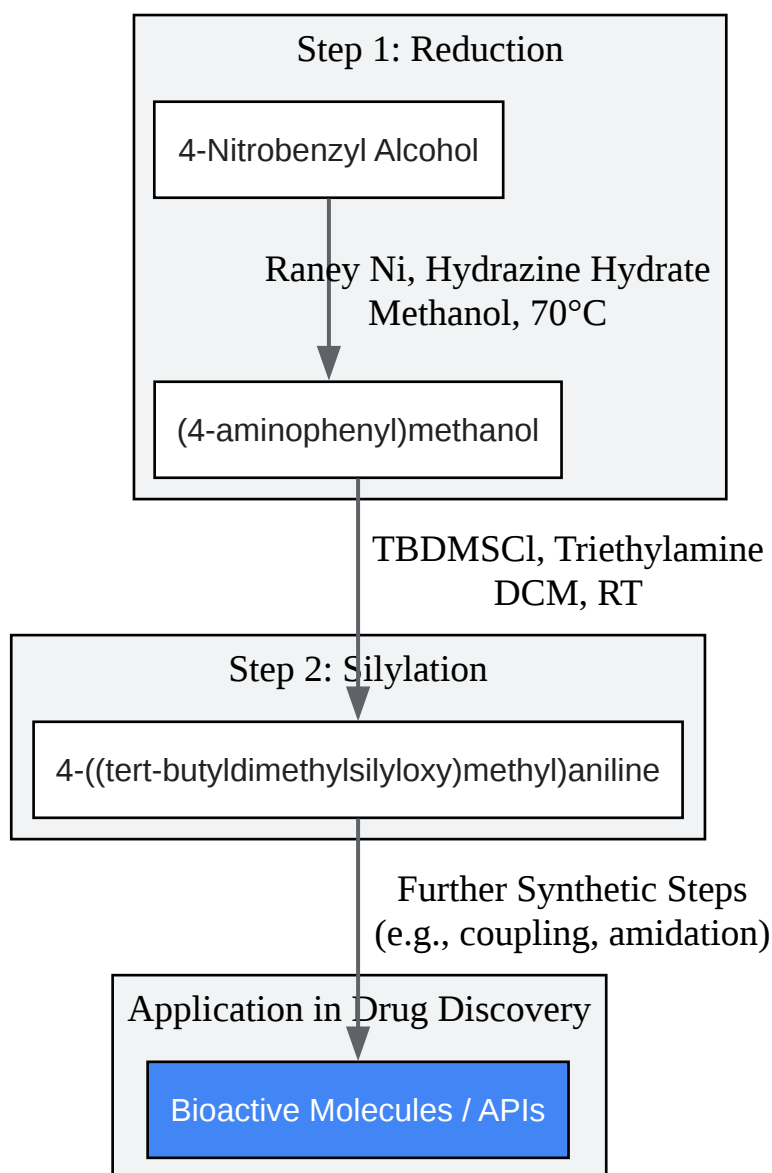 Step 1: Reduction
4-Nitrobenzyl Alcohol
Raney Ni, Hydrazine Hydrate
Methanol, 70°C
(4-aminophenyl)methanol
TBDMSCl, Triethylamine
DCM, RT
Step 2: Silylation
4-((tert-butyldimethylsilyloxy)methyl)aniline
Further Synthetic Steps
(e.g., coupling, amidation)
Application in Drug Discovery
Bioactive Molecules / APIs